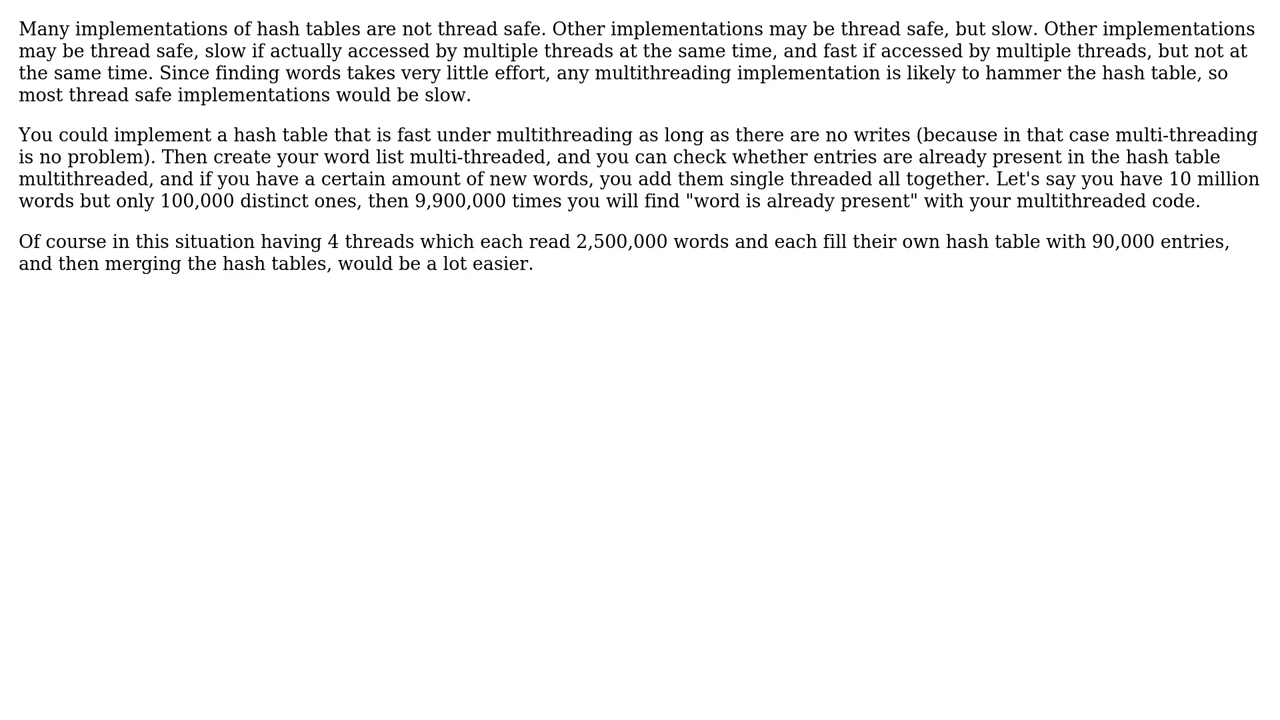 Many implementations of hash tables are not thread safe. Other implementations may be thread safe, but slow. Other implementations
may be thread safe, slow if actually accessed by multiple threads at the same time, and fast if accessed by multiple threads, but not at
the same time. Since finding words takes very little effort, any multithreading implementation is likely to hammer the hash table, so
most thread safe implementations would be slow.
You could implement a hash table that is fast under multithreading as long as there are no writes (because in that case multi-threading
is no problem). Then create your word list multi-threaded, and you can check whether entries are already present in the hash table
multithreaded, and if you have a certain amount of new words, you add them single threaded all together. Let's say you have 10 million
words but only 100,000 distinct ones, then 9,900,000 times you will find "word is already present" with your multithreaded code.
Of course in this situation having 4 threads which each read 2,500,000 words and each fill their own hash table with 90,000 entries,
and then merging the hash tables, would be a lot easier.